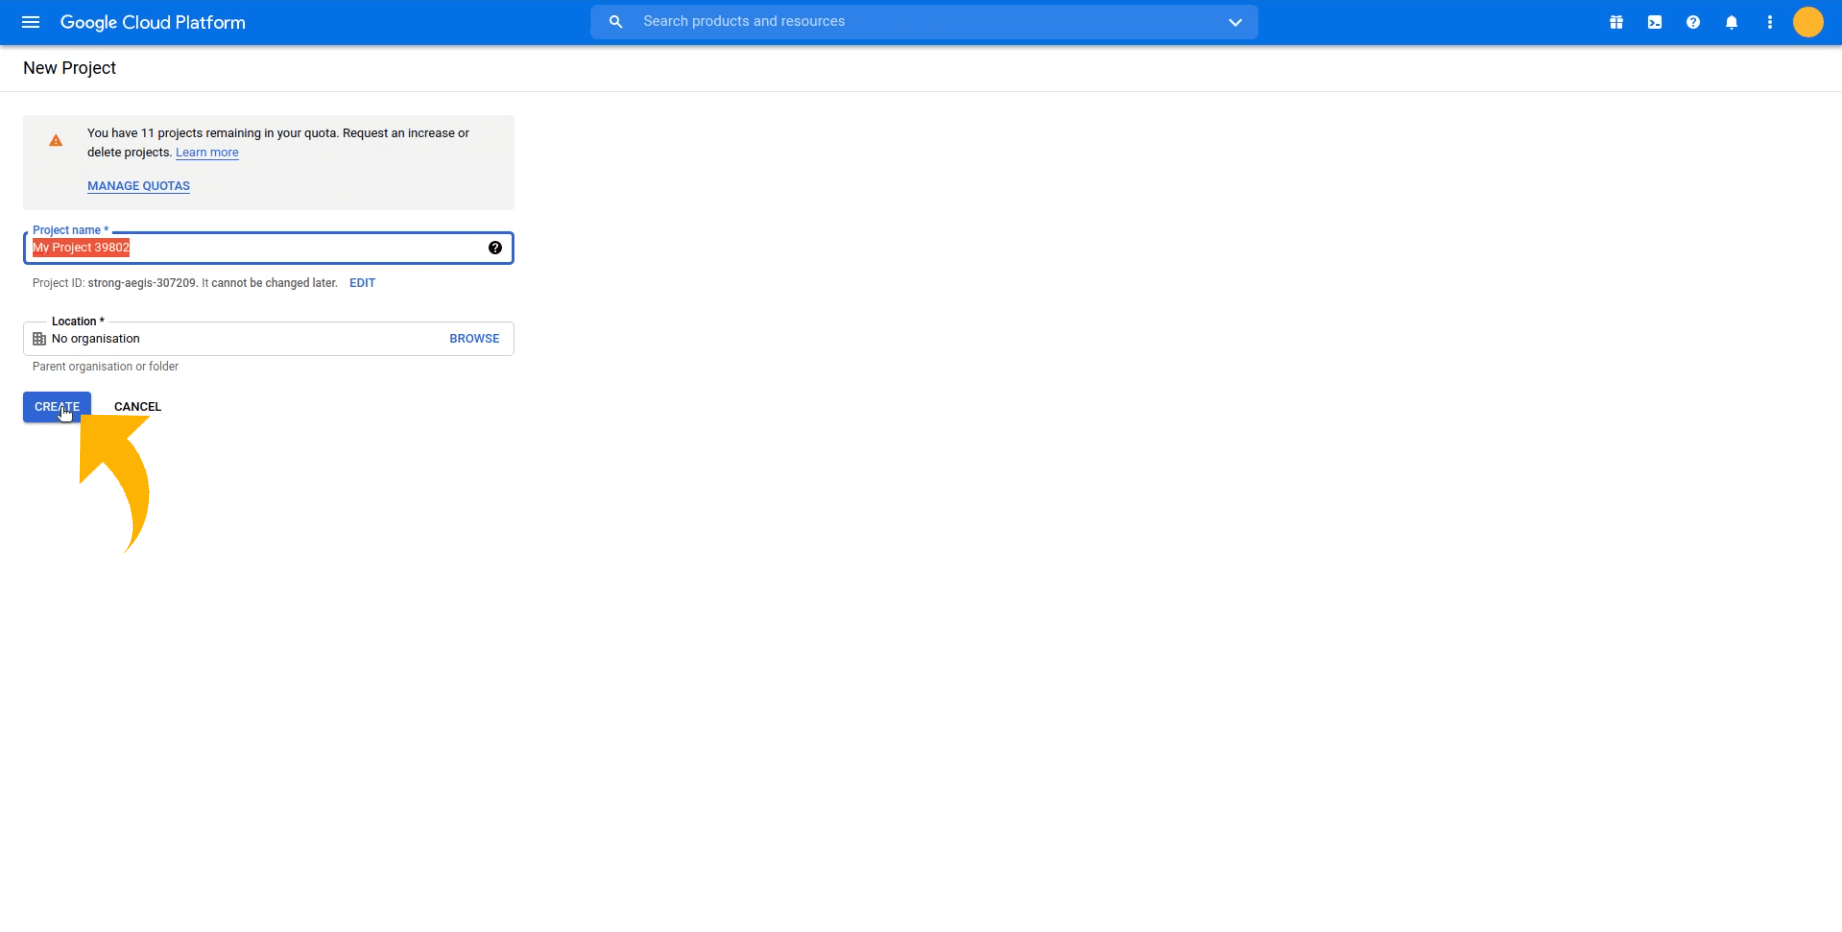 Google Cloud Platform
Search products and resources
New Project
You have 11 projects remaining in your quota. Request an increase or
delete projects. Learn more
MANAGE QUOTAS
Project name *
My Project 39802
Project ID: strong-aegis-307209. It cannot be changed later. EDIT
Location *
No organisation BROWSE
Parent organisation or folder
CREATE CANCEL